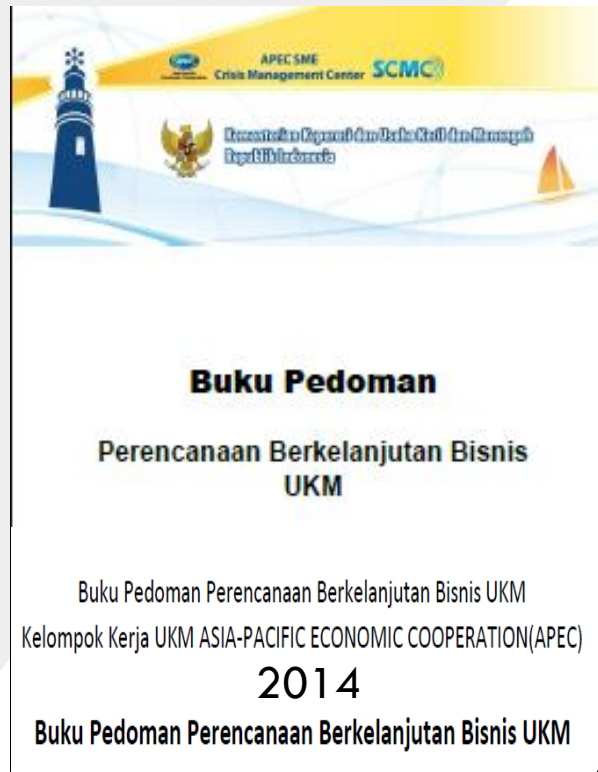 APEC SME
Crisis Management Center SCMC
Kementerian Koperasi dan Usaha Kecil dan Menengah
Republik Indonesia
Buku Pedoman
Perencanaan Berkelanjutan Bisnis
UKM
Buku Pedoman Perencanaan Berkelanjutan Bisnis UKM
Kelompok Kerja UKM ASIA-PACIFIC ECONOMIC COOPERATION(APEC)
2014
Buku Pedoman Perencanaan Berkelanjutan Bisnis UKM